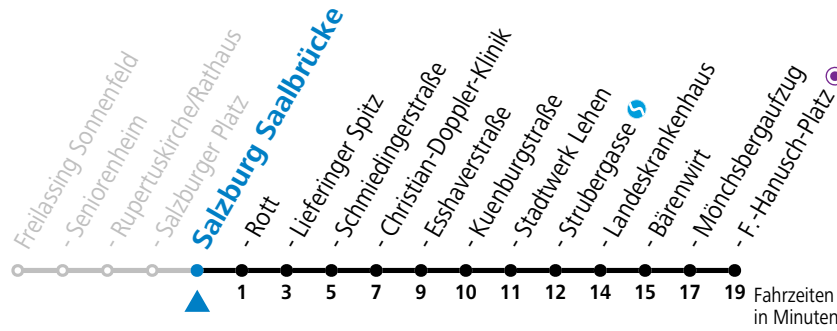 Freilassing Sonnenfeld
- Seniorenheim
- Rupertuskirche/Rathaus
- Salzburger Platz
Salzburg Saalbrücke
- Rott
- Lieferinger Spitz
- Schmiedingerstraße
- Christian-Doppler-Klinik
- Esshaverstraße
- Kuenburgstraße
- Stadtwerk Lehen
- Strubergasse
- Landeskrankenhaus
- Bärenwirt
- Mönchsbergaufzug
- F.-Hanusch-Platz
1 3 5 7 9 10 11 12 14 15 17 19 Fahrzeiten
in Minuten